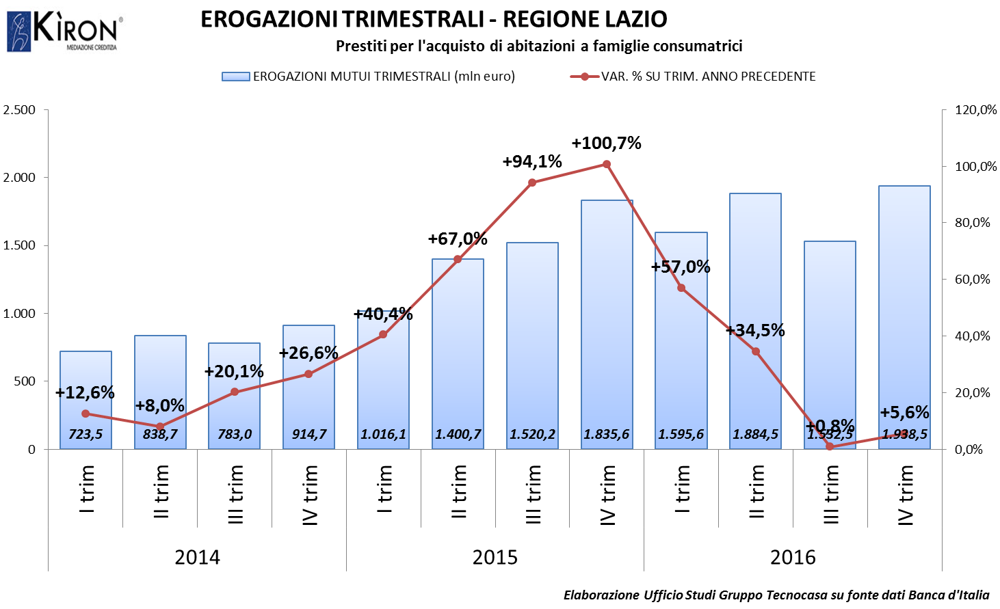 KÌRON®
MEDIAZIONE CREDITIZIA
EROGAZIONI TRIMESTRALI - REGIONE LAZIO
Prestiti per l'acquisto di abitazioni a famiglie consumatrici
EROGAZIONI MUTUI TRIMESTRALI (mln euro)
VAR. % SU TRIM. ANNO PRECEDENTE
2.500
2.000
1.500
1.000
500
0
120,0%
100,0%
80,0%
60,0%
40,0%
20,0%
0,0%
+12,6%
+8,0%
+20,1%
+26,6%
+40,4%
+67,0%
+94,1%
+100,7%
+57,0%
+34,5%
+0,8%
+5,6%
723,5
838,7
783,0
914,7
1.016,1
1.400,7
1.520,2
1.835,6
1.595,6
1.884,5
1.532,5
1.938,5
I trim
II trim
III trim
IV trim
I trim
II trim
III trim
IV trim
I trim
II trim
III trim
IV trim
2014
2015
2016
Elaborazione Ufficio Studi Gruppo Tecnocasa su fonte dati Banca d'Italia